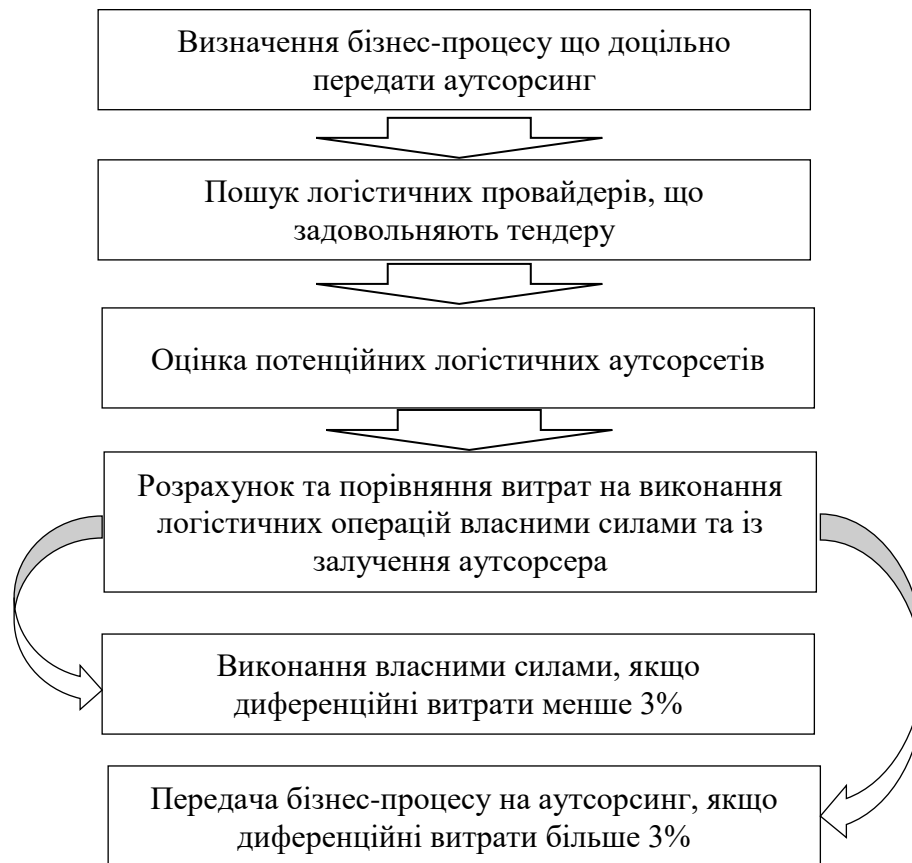 Визначення бізнес-процесу що доцільно
передати аутсорсинг
Пошук логістичних провайдерів, що
задовольняють тендеру
Оцінка потенційних логістичних аутсорсетів
Розрахунок та порівняння витрат на виконання
логістичних операцій власними силами та із
залучення аутсорсера
Виконання власними силами, якщо
диференційні витрати менше 3%
Передача бізнес-процесу на аутсорсинг, якщо
диференційні витрати більше 3%